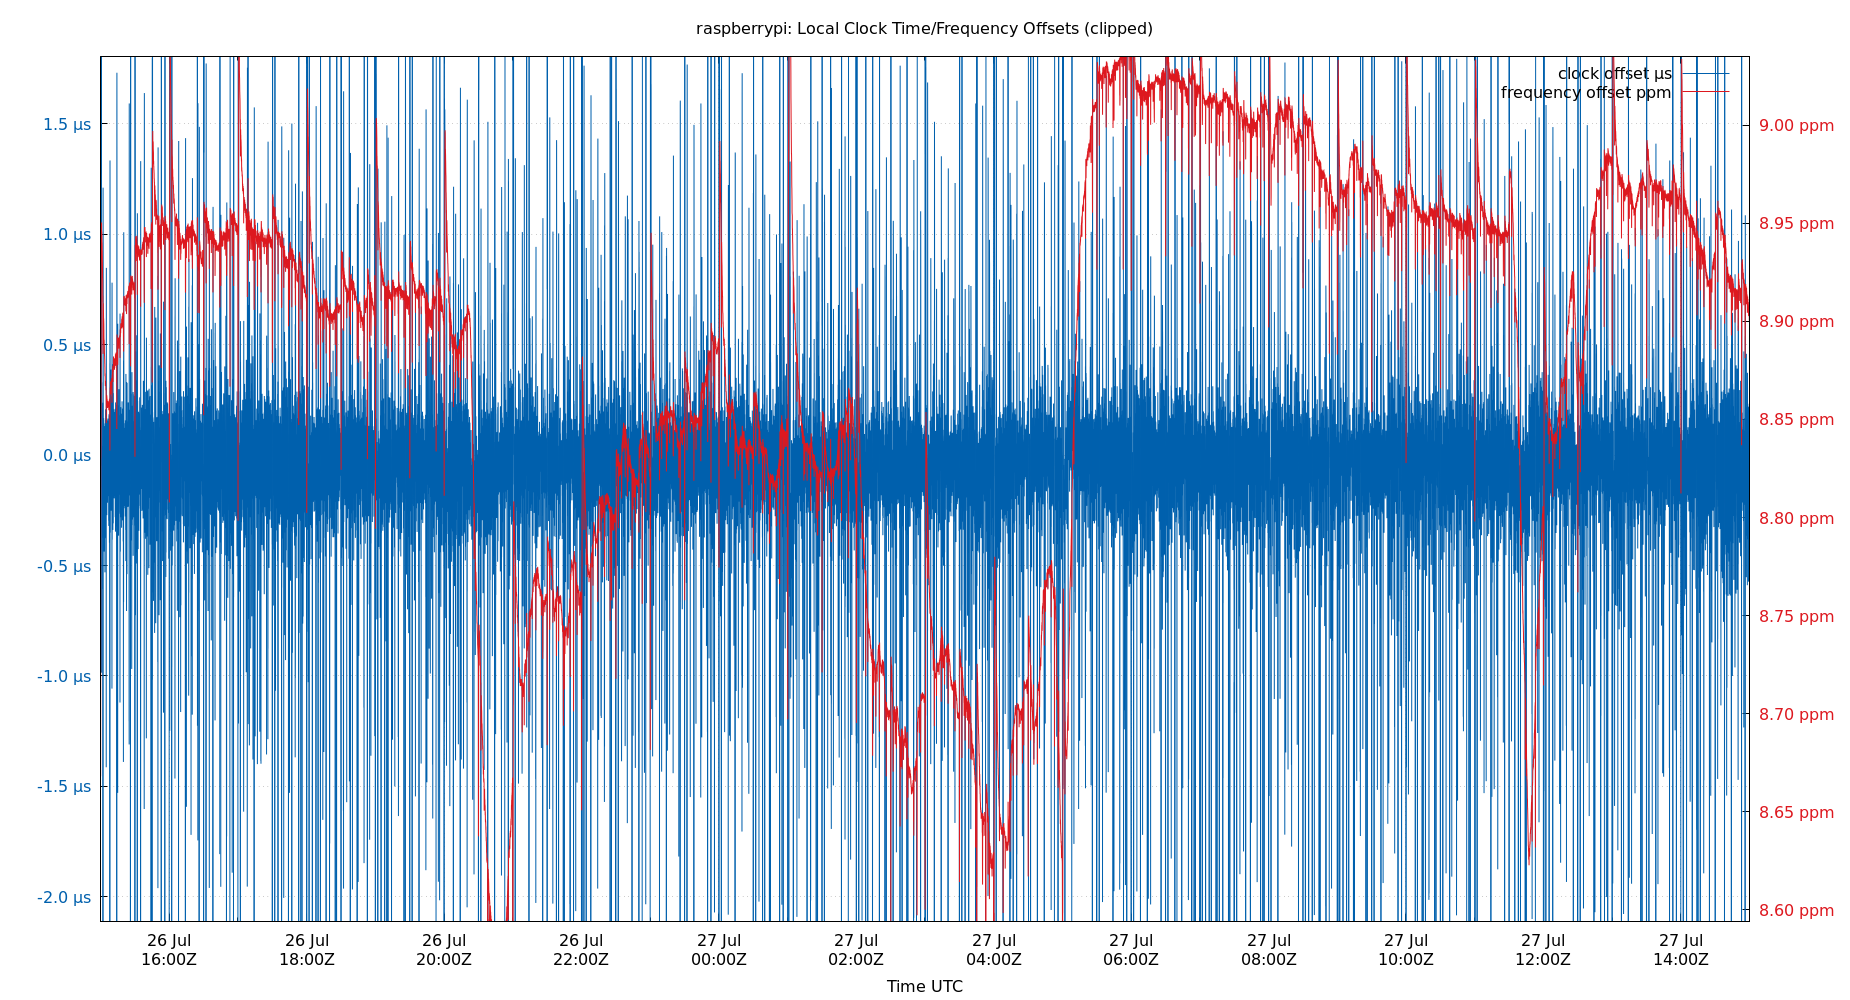 raspberrypi: Local Clock Time/Frequency Offsets (clipped)
clock offset µs
frequency offset ppm
1.5 µs
1.0 µs
0.5 µs
0.0 µs
-0.5 µs
-1.0 µs
-1.5 µs
-2.0 µs
9.00 ppm
8.95 ppm
8.90 ppm
8.85 ppm
8.80 ppm
8.75 ppm
8.70 ppm
8.65 ppm
8.60 ppm
26 Jul 26 Jul 26 Jul 26 Jul 27 Jul 27 Jul 27 Jul 27 Jul 27 Jul 27 Jul 27 Jul 27 Jul
16:00Z 18:00Z 20:00Z 22:00Z 00:00Z 02:00Z 04:00Z 06:00Z 08:00Z 10:00Z 12:00Z 14:00Z
Time UTC